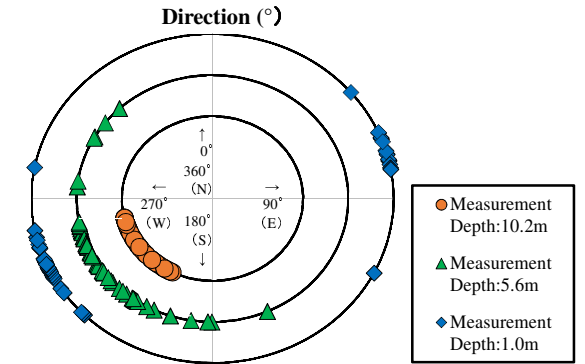 Direction (°)
↑
0°
360°
(N)
← →
270° 90°
(W) (E)
180°
(S)
↓
Measurement
Depth:10.2m
Measurement
Depth:5.6m
Measurement
Depth:1.0m